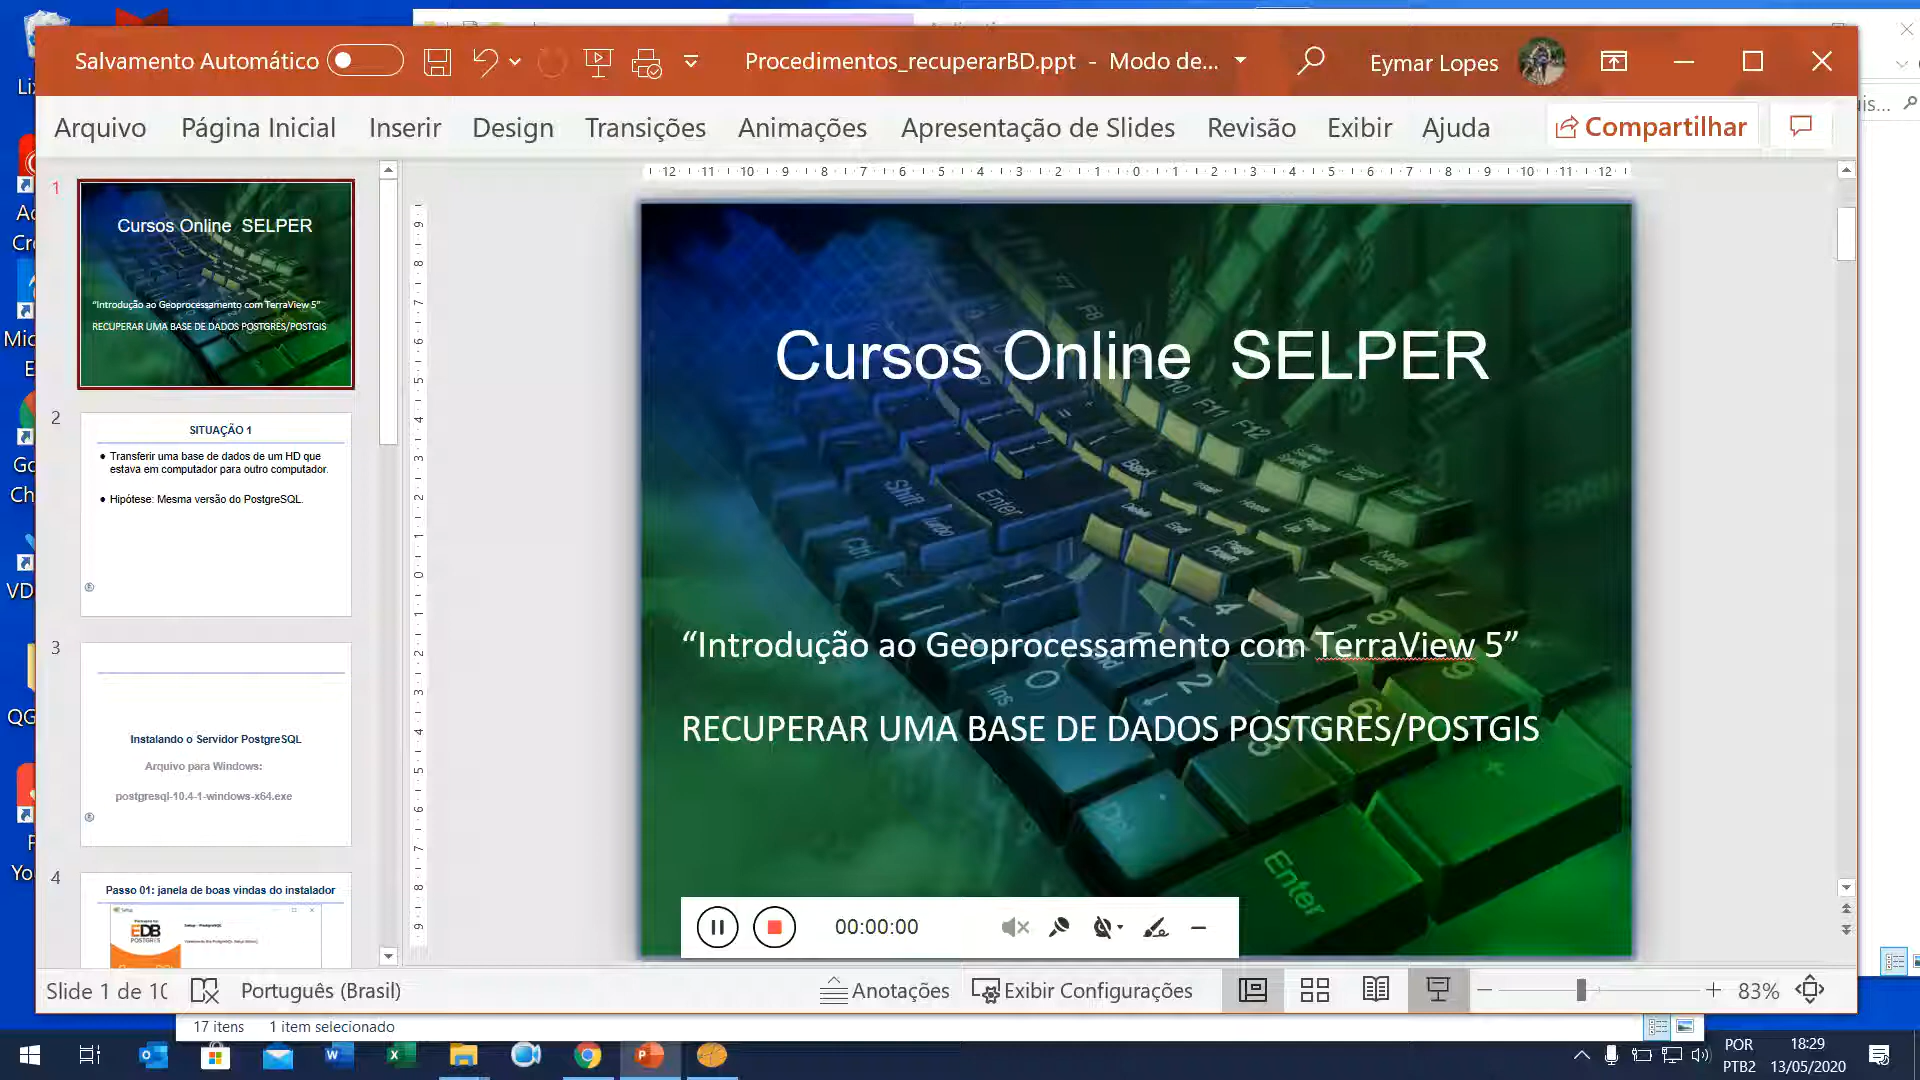 Salvamento Automático
Procedimentos_recuperarBD.ppt - Modo de...
Eymar Lopes
Arquivo Página Inicial Inserir Design Transições Animações Apresentação de Slides Revisão Exibir Ajuda Compartilhar
1
Cursos Online SELPER
“Introdução ao Geoprocessamento com TerraView 5”
RECUPERAR UMA BASE DE DADOS POSTGRES/POSTGIS
2
SITUAÇÃO 1
• Transferir uma base de dados de um HD que
estava em computador para outro computador.
• Hipótese: Mesma versão do PostgreSQL.
3
Instalando o Servidor PostgreSQL
Arquivo para Windows:
postgresql-10.4-1-windows-x64.exe
4
Passo 01: janela de boas vindas do instalador
EDB
POSTGRES
Cursos Online SELPER
“Introdução ao Geoprocessamento com TerraView 5”
RECUPERAR UMA BASE DE DADOS POSTGRES/POSTGIS
00:00:00
Slide 1 de 10 Português (Brasil) Anotações Exibir Configurações 83%
17 itens 1 item selecionado
POR
PTB2
18:29
13/05/2020